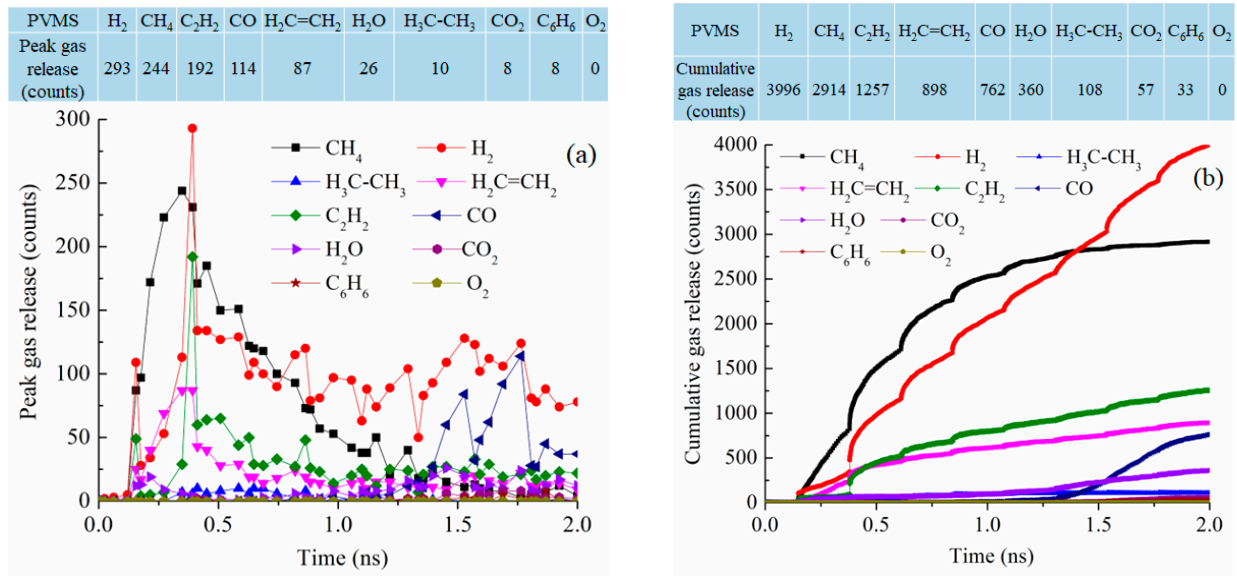 PVMS H₂ CH₄ C₂H₂ CO H₂C=CH₂ H₂O H₃C-CH₃ CO₂ C₆H₆ O₂
Peak gas
release
(counts) 293 244 192 114 87 26 10 8 8 0
300
250
200
150
100
50
0
Peak gas release (counts)
CH₄ H₂ (a)
H₃C-CH₃ H₂C=CH₂
C₂H₂ CO
H₂O CO₂
C₆H₆ O₂
0.0 0.5 1.0 1.5 2.0
Time (ns)
PVMS H₂ CH₄ C₂H₂ H₂C=CH₂ CO H₂O H₃C-CH₃ CO₂ C₆H₆ O₂
Cumulative
gas release
(counts) 3996 2914 1257 898 762 360 108 57 33 0
4000
3500
3000
2500
2000
1500
1000
500
0
Cumulative gas release (counts)
CH₄ H₂ H₃C-CH₃
(b)
H₂C=CH₂ C₂H₂ CO
H₂O CO₂
C₆H₆ O₂
0.0 0.5 1.0 1.5 2.0
Time (ns)